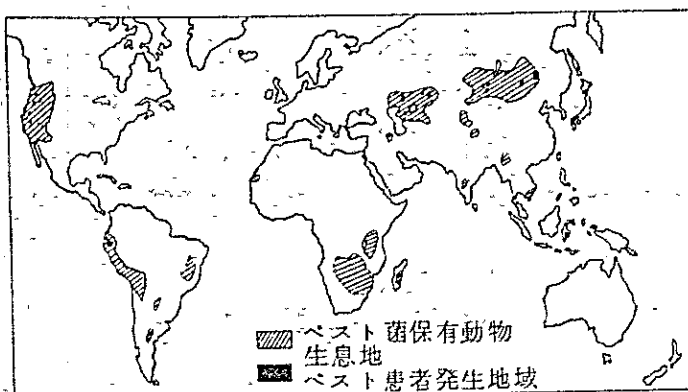 ペスト菌保有動物
生息地
ペスト患者発生地域